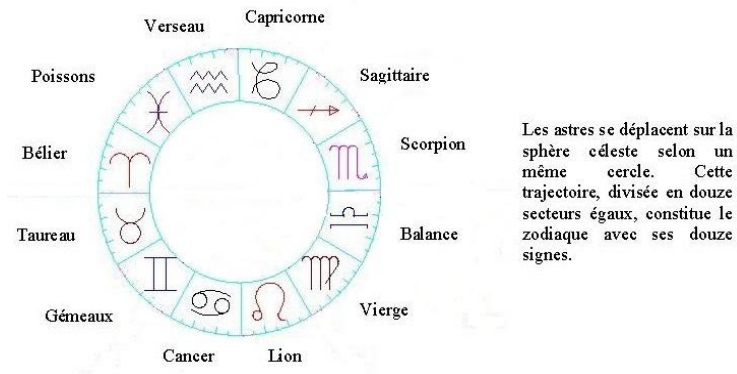 Capricorne
Verseau
Poissons
Sagittaire
Bélier
Scorpion
Taureau
Balance
Gémeaux
Vierge
Cancer
Lion
Les astres se déplacent sur la
sphère céleste selon un
même cercle. Cette
trajectoire, divisée en douze
secteurs égaux, constitue le
zodiaque avec ses douze
signes.